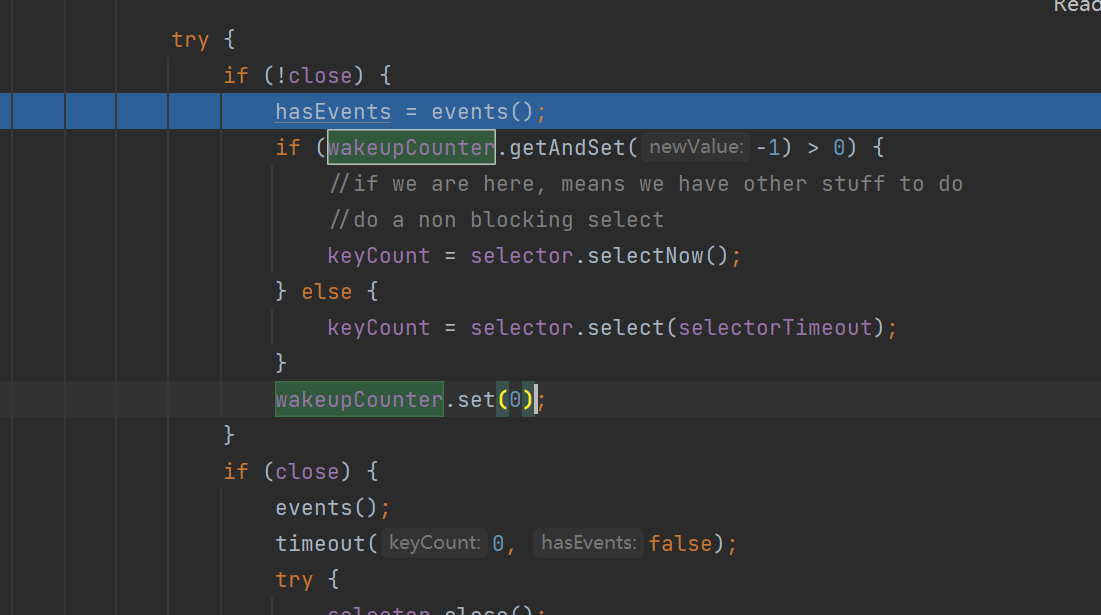 Read
try {
if (!close) {
hasEvents = events();
if (wakeupCounter.getAndSet( newValue: -1) > 0) {
//if we are here, means we have other stuff to do
//do a non blocking select
keyCount = selector.selectNow();
} else {
keyCount = selector.select(selectorTimeout);
}
wakeupCounter.set(0);
}
if (close) {
events();
timeout( keyCount: 0, hasEvents: false);
try {
selector.close();